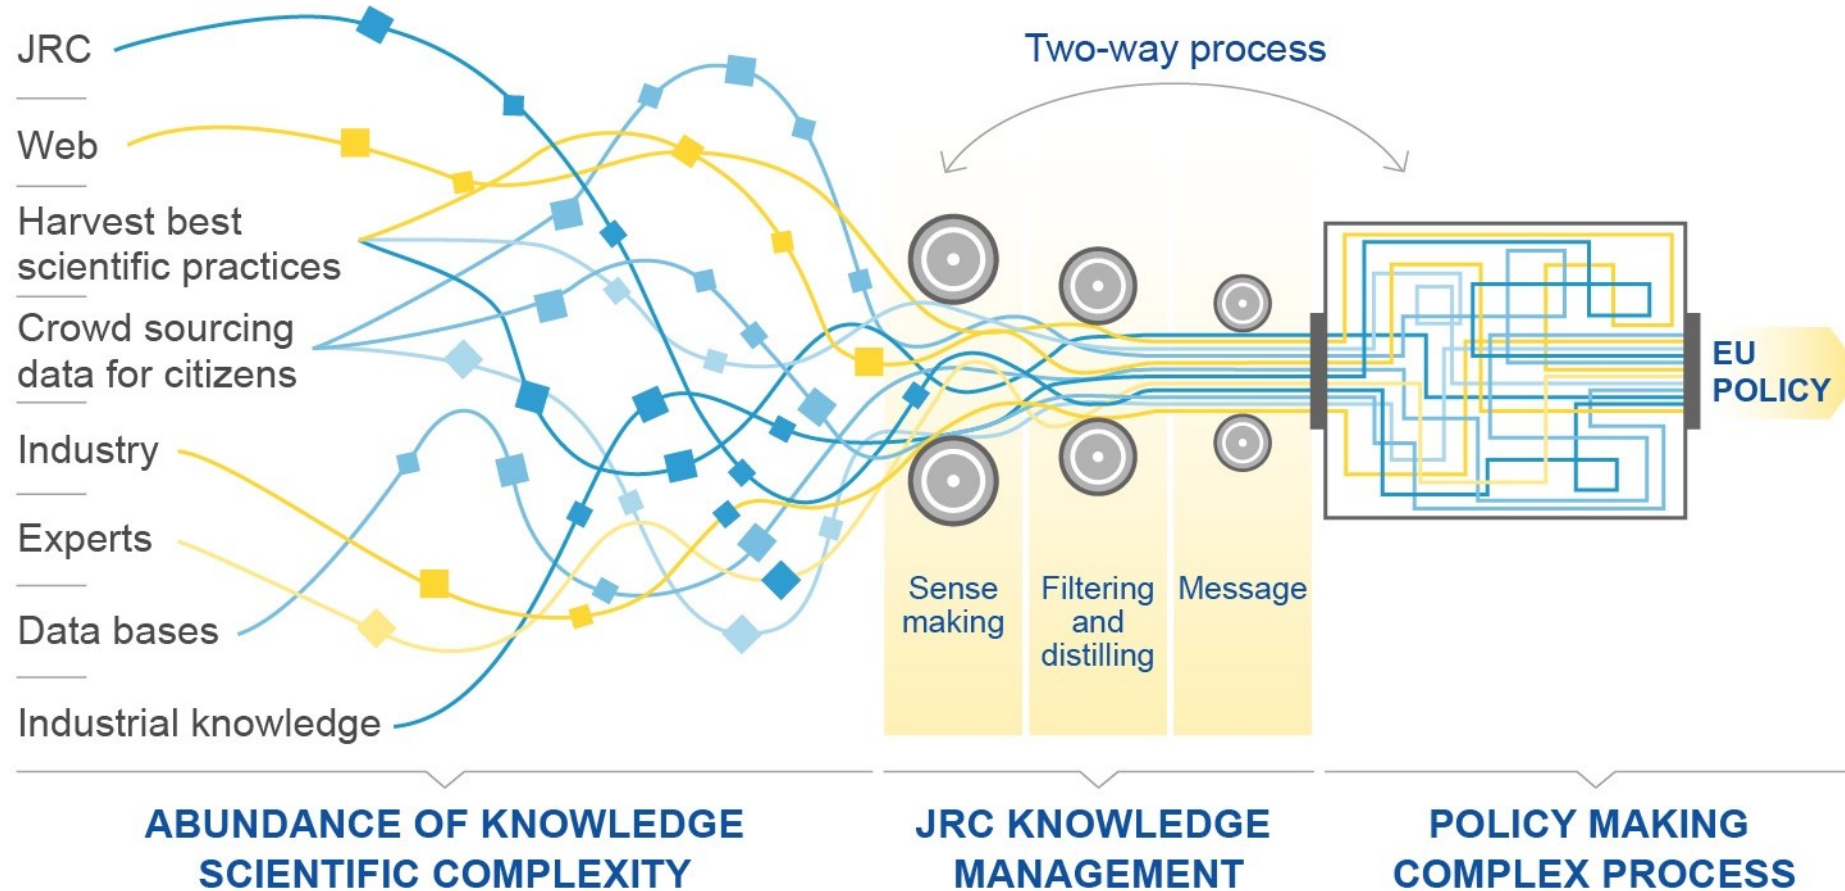 JRC
Web
Harvest best
scientific practices
Crowd sourcing
data for citizens
Industry
Experts
Data bases
Industrial knowledge
Two-way process
Sense
making
Filtering
and
distilling
Message
EU
POLICY
ABUNDANCE OF KNOWLEDGE
SCIENTIFIC COMPLEXITY
JRC KNOWLEDGE
MANAGEMENT
POLICY MAKING
COMPLEX PROCESS